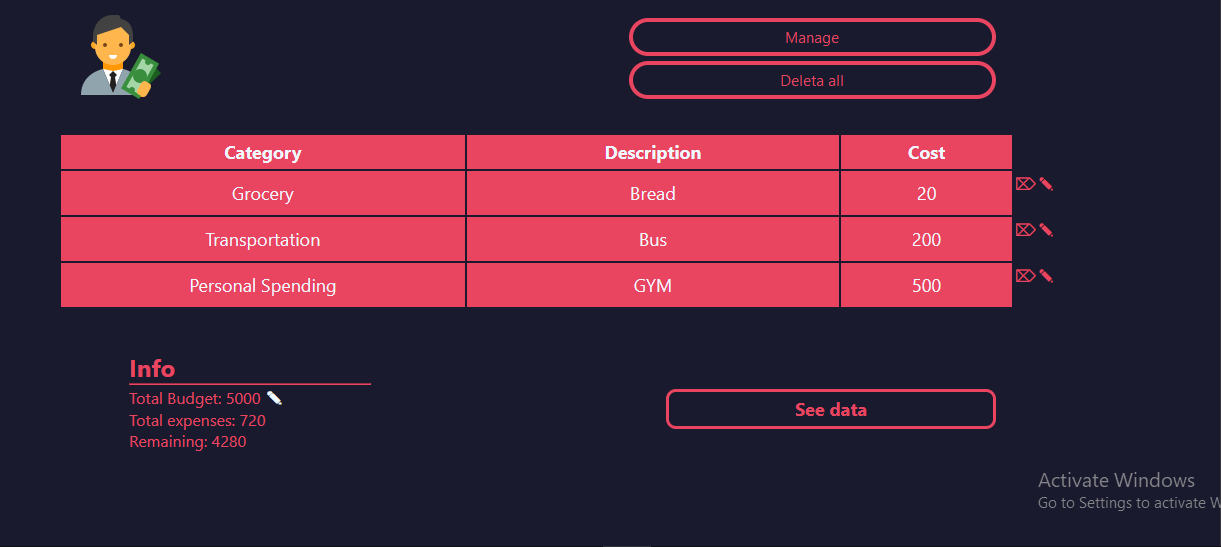 Manage
Deleta all
Category Description Cost
Grocery Bread 20
Transportation Bus 200
Personal Spending GYM 500
Info
Total Budget: 5000
Total expenses: 720
Remaining: 4280
See data
Activate Windows
Go to Settings to activate W